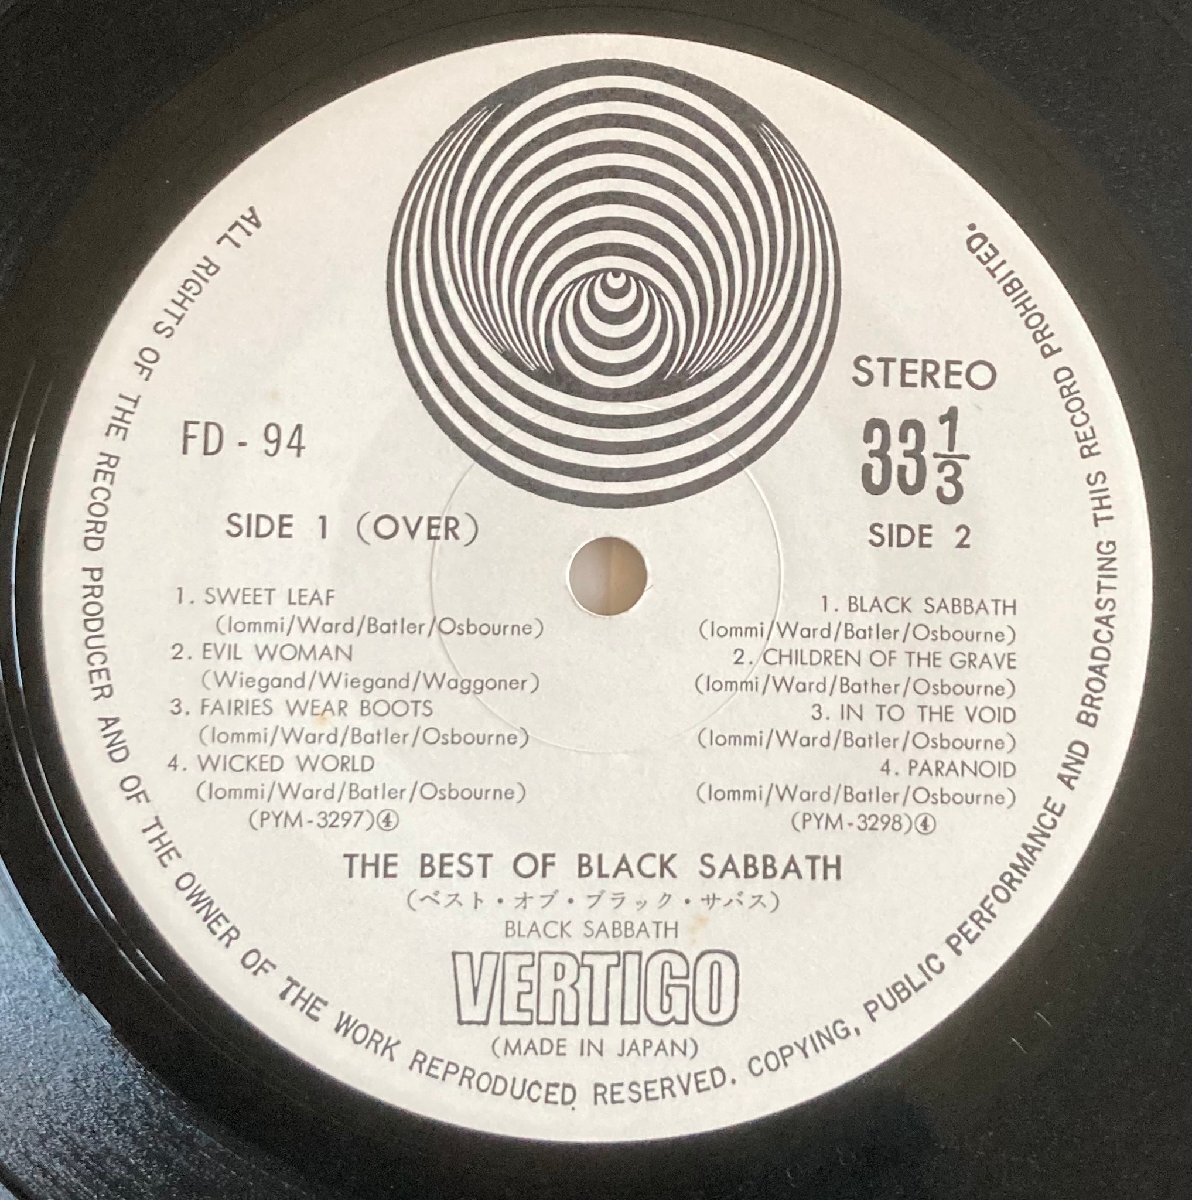 ALL RIGHTS OF THE RECORD PRODUCER AND OF THE OWNER OF THE WORK REPRODUCED. RESERVED. COPYING, PUBLIC PERFORMANCE AND BROADCASTING THIS RECORD PROHIBITED.
STEREO
33 1/3
FD - 94
SIDE 1 (OVER)
1. SWEET LEAF
(Iommi/Ward/Batler/Osbourne)
2. EVIL WOMAN
(Wiegand/Wiegand/Waggoner)
3. FAIRIES WEAR BOOTS
(Iommi/Ward/Batler/Osbourne)
4. WICKED WORLD
(Iommi/Ward/Batler/Osbourne)
(PYM-3297)④
SIDE 2
1. BLACK SABBATH
(Iommi/Ward/Batler/Osbourne)
2. CHILDREN OF THE GRAVE
(Iommi/Ward/Bather/Osbourne)
3. IN TO THE VOID
(Iommi/Ward/Batler/Osbourne)
4. PARANOID
(Iommi/Ward/Batler/Osbourne)
(PYM-3298)④
THE BEST OF BLACK SABBATH
(ベスト・オブ・ブラック・サバス)
BLACK SABBATH
VERTIGO
(MADE IN JAPAN)